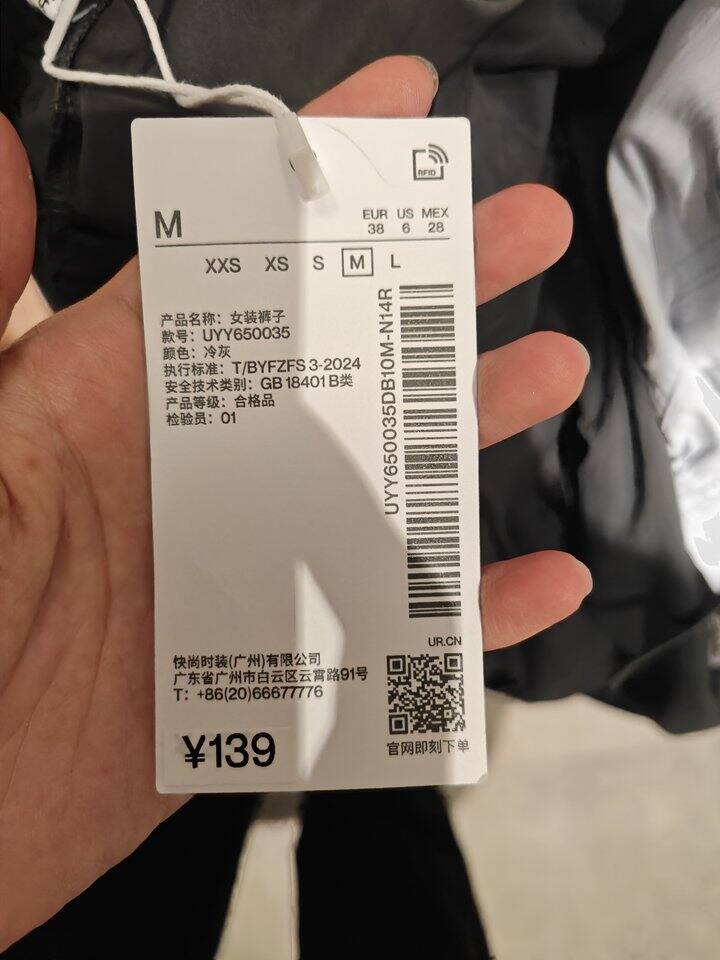 RFID
M
EUR US MEX
38 6 28
XXS XS S M L
产品名称：女装裤子
款号：UYY650035
颜色：冷灰
执行标准：T/BYFZFS 3-2024
安全技术类别：GB 18401 B类
产品等级：合格品
检验员：01
UYY650035DB10M-N14R
UR.CN
快尚时装(广州)有限公司
广东省广州市白云区云霄路91号
T：+86(20)66677776
¥139
官网即刻下单